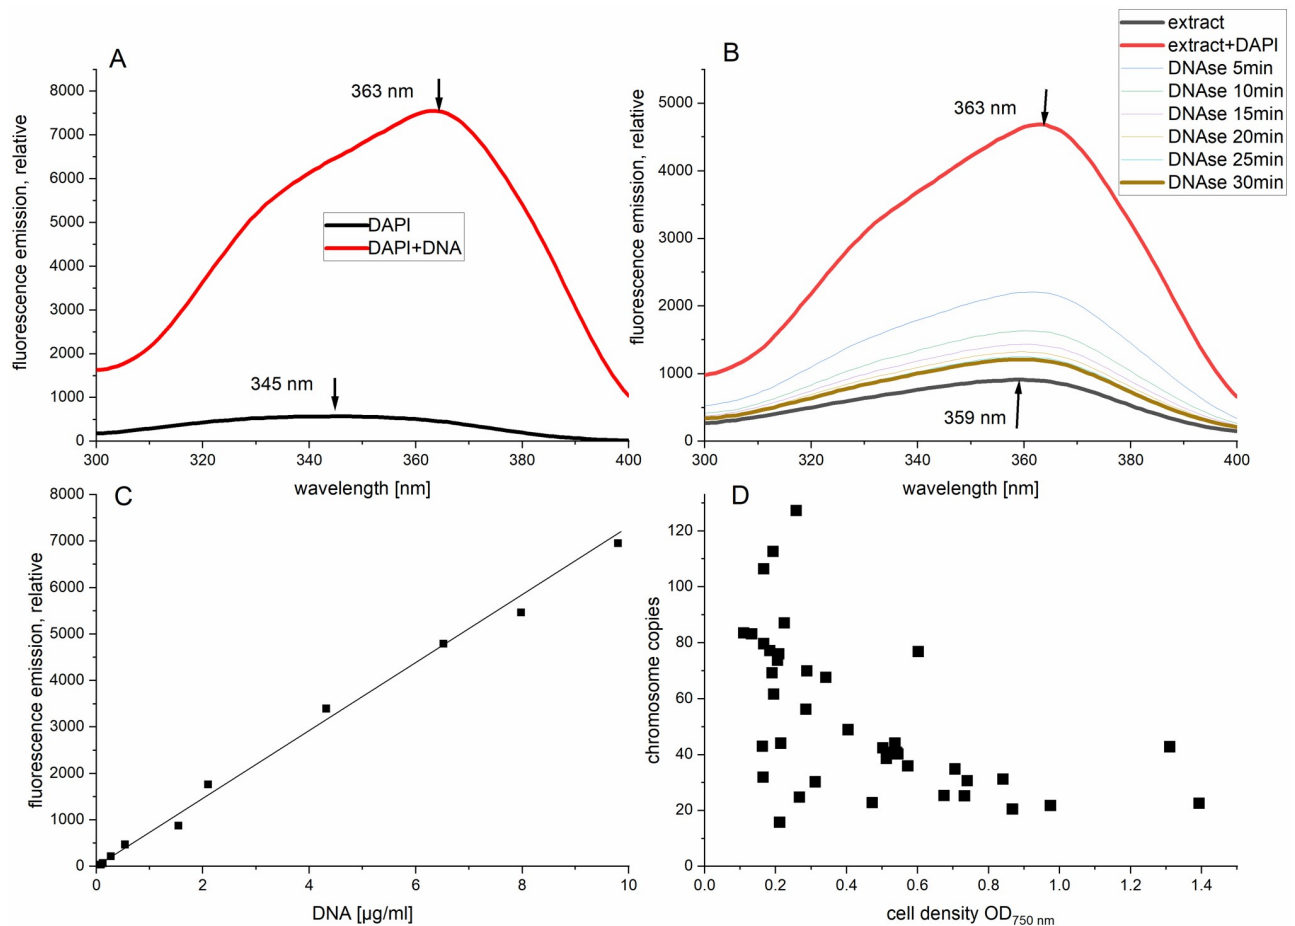 A
363 nm
345 nm
DAPI
DAPI+DNA
fluorescence emission, relative
8000
7000
6000
5000
4000
3000
2000
1000
0
300
320
340
360
380
400
wavelength [nm]
B
extract
extract+DAPI
DNAse 5min
DNAse 10min
DNAse 15min
DNAse 20min
DNAse 25min
DNAse 30min
363 nm
359 nm
fluorescence emission, relative
5000
4000
3000
2000
1000
0
300
320
340
360
380
400
wavelength [nm]
C
fluorescence emission, relative
8000
7000
6000
5000
4000
3000
2000
1000
0
0
2
4
6
8
10
DNA [µg/ml]
D
chromosome copies
120
100
80
60
40
20
0
0.0
0.2
0.4
0.6
0.8
1.0
1.2
1.4
cell density OD750 nm